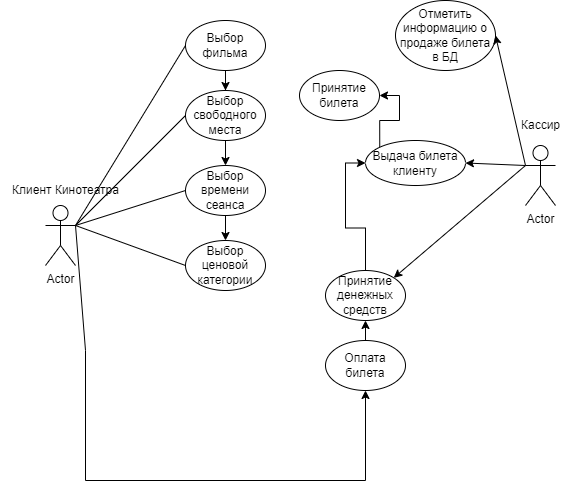 Выбор
фильма
Выбор
свободного
места
Выбор
времени
сеанса
Выбор
ценовой
категории
Клиент Кинотеатра
Actor
Отметить
информацию о
продаже билета
в БД
Принятие
билета
Выдача билета
клиенту
Кассир
Actor
Принятие
денежных
средств
Оплата
билета